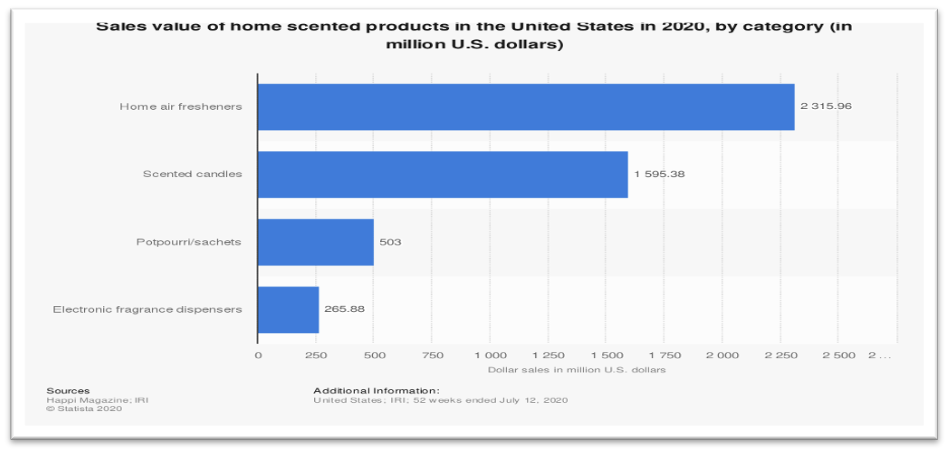 Sales value of home scented products in the United States in 2020, by category (in
million U.S. dollars)
Home air fresheners
2 315.96
Scented candles
1 595.38
Potpourri/sachets
503
Electronic fragrance dispensers
265.88
0 250 500 750 1 000 1 250 1 500 1 750 2 000 2 250 2 500 2 ...
Dollar sales in million U.S. dollars
Sources
Happi Magazine; IRI
© Statista 2020
Additional Information:
United States; IRI; 52 weeks ended July 12, 2020